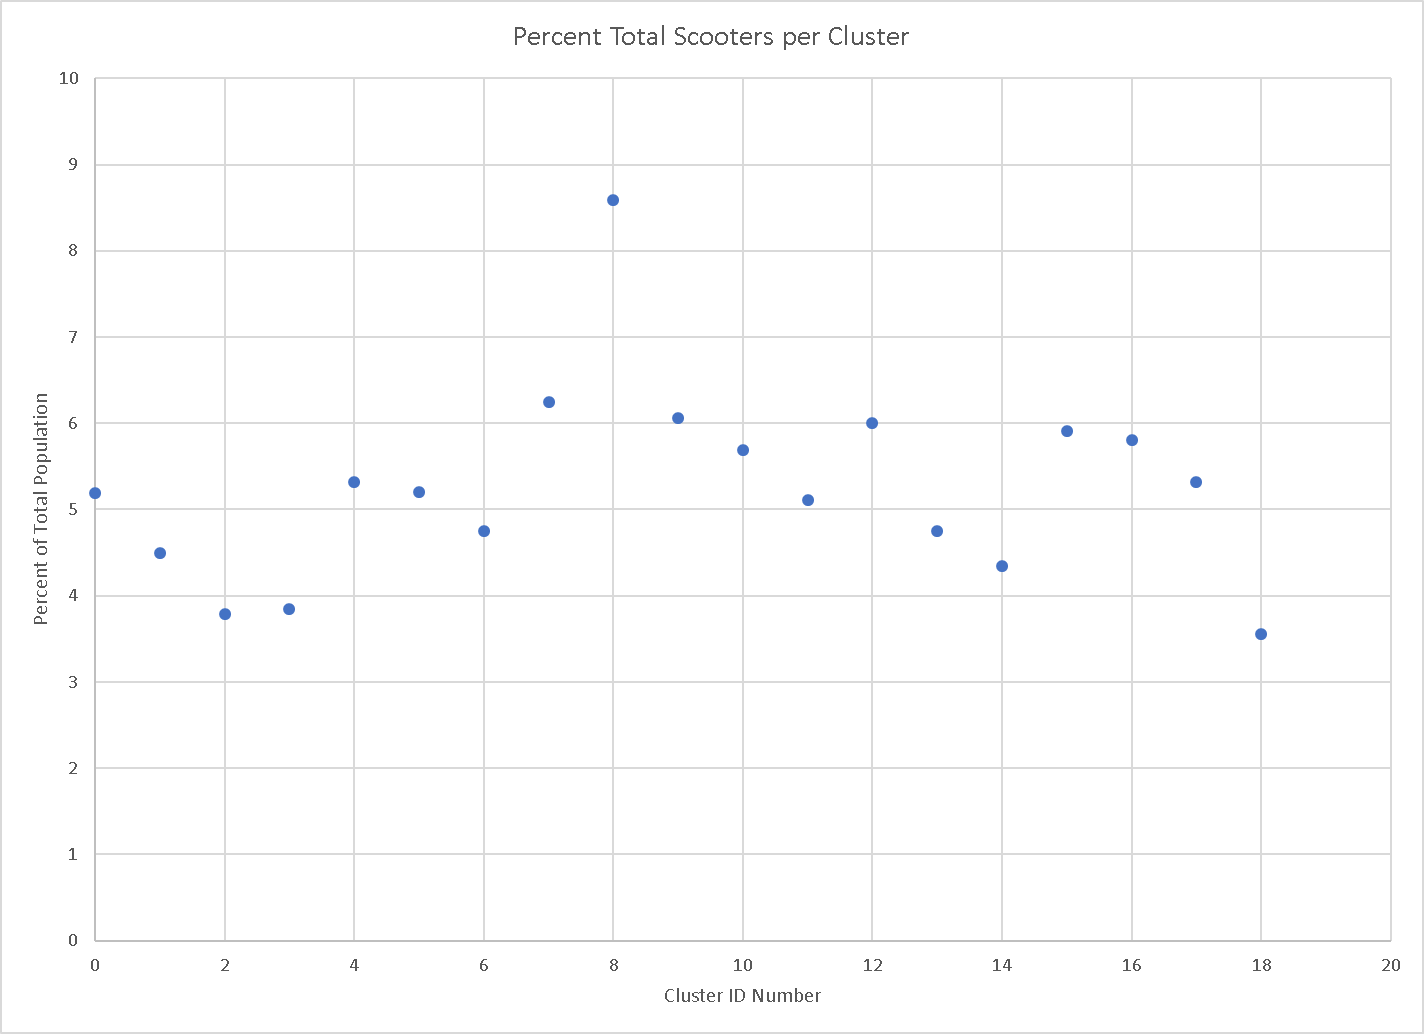 Percent Total Scooters per Cluster
10
9
8
7
6
5
4
3
2
1
0
Percent of Total Population
0 2 4 6 8 10 12 14 16 18 20
Cluster ID Number